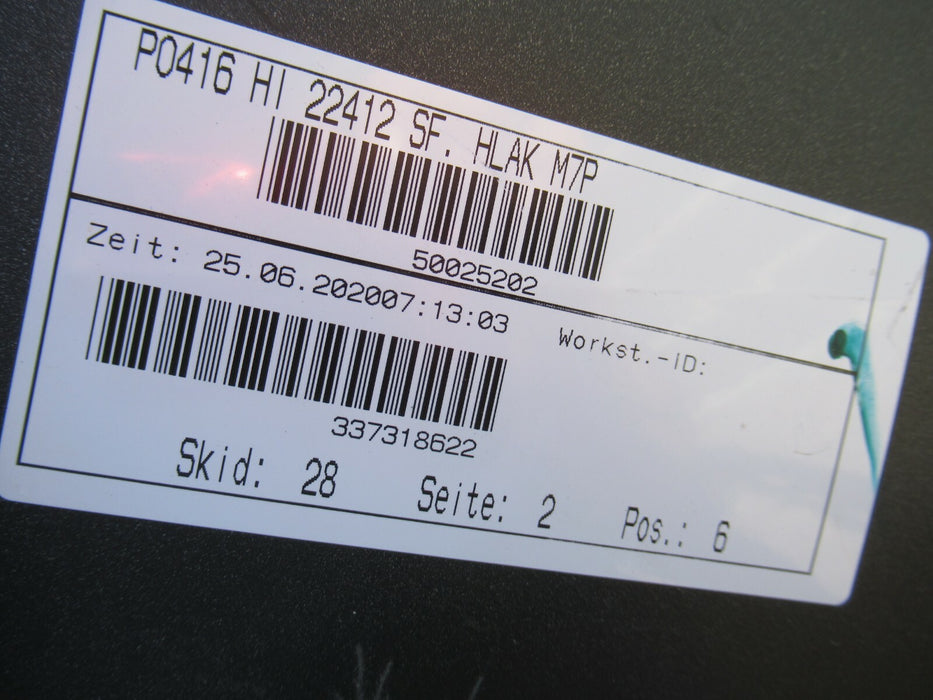 PO416 HI 22412 SF. HLAK M7P
50025202
Zeit: 25.06.202007:13:03
Workst.-ID:
337318622
Skid: 28 Seite: 2 Pos.: 6